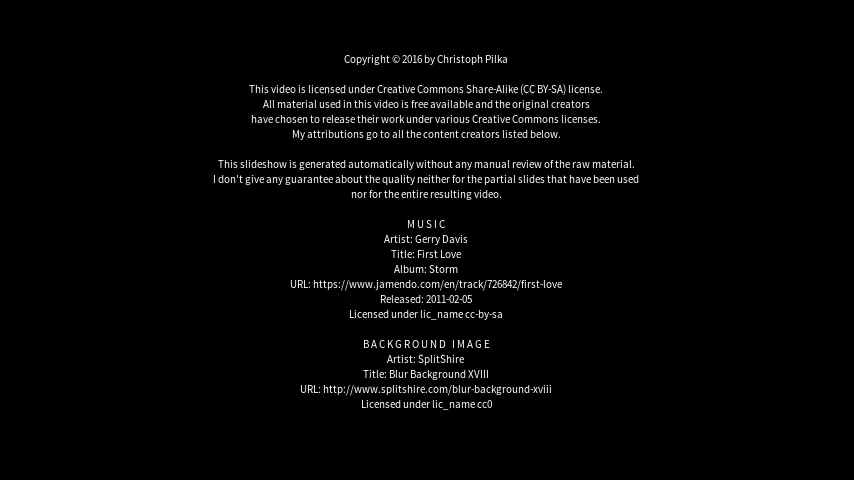 Copyright © 2016 by Christoph Pilka
This video is licensed under Creative Commons Share-Alike (CC BY-SA) license.
All material used in this video is free available and the original creators
have chosen to release their work under various Creative Commons licenses.
My attributions go to all the content creators listed below.
This slideshow is generated automatically without any manual review of the raw material.
I don't give any guarantee about the quality neither for the partial slides that have been used
nor for the entire resulting video.
MUSIC
Artist: Gerry Davis
Title: First Love
Album: Storm
URL: https://www.jamendo.com/en/track/726842/first-love
Released: 2011-02-05
Licensed under lic_name cc-by-sa
BACKGROUND IMAGE
Artist: SplitShire
Title: Blur Background XVIII
URL: http://www.splitshire.com/blur-background-xviii
Licensed under lic_name cc0